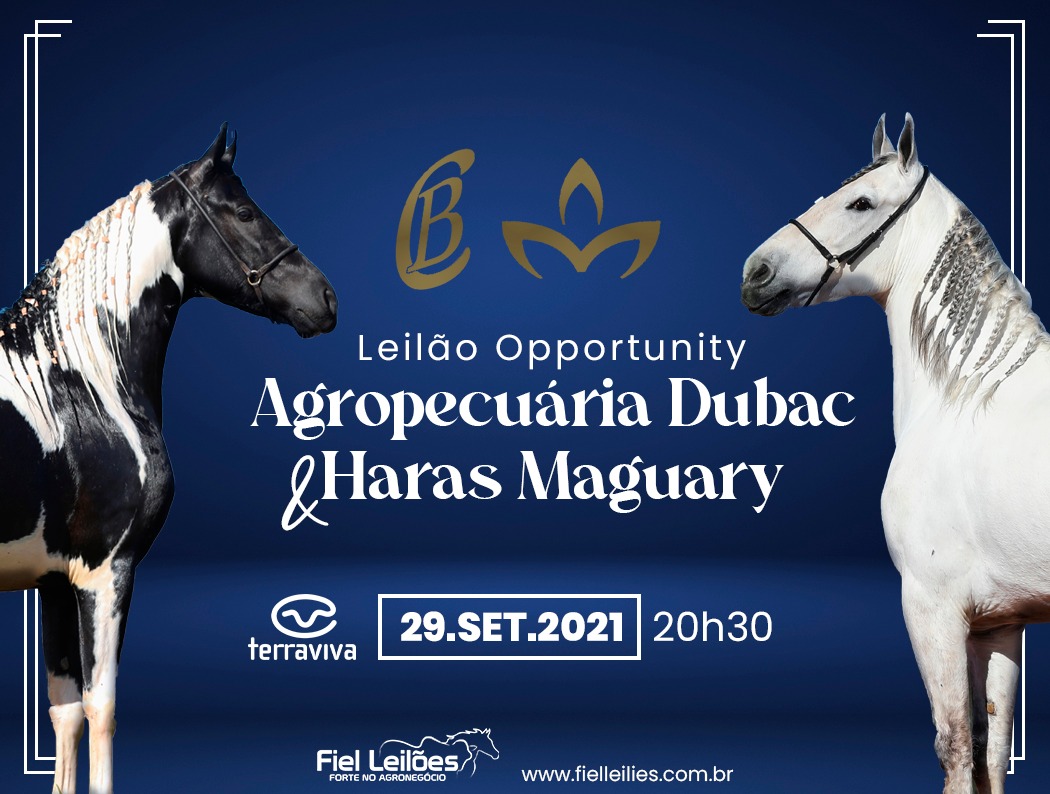 CB
Leilão Opportunity
Agropecuária Dubac
&Haras Maguary
terraviva
29.SET.2021 20h30
Fiel Leilões
FORTE NO AGRONEGÓCIO
www.fielleilies.com.br